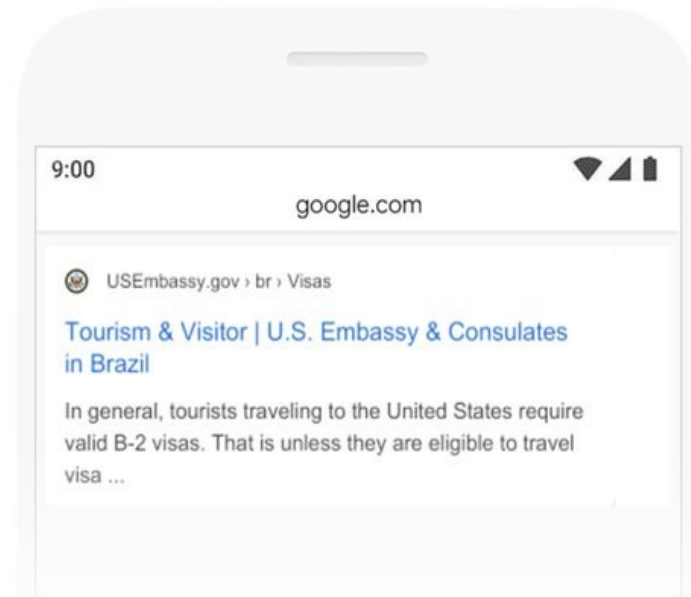 9:00
google.com
USEmbassy.gov › br › Visas
Tourism & Visitor | U.S. Embassy & Consulates
in Brazil
In general, tourists traveling to the United States require
valid B-2 visas. That is unless they are eligible to travel
visa ...